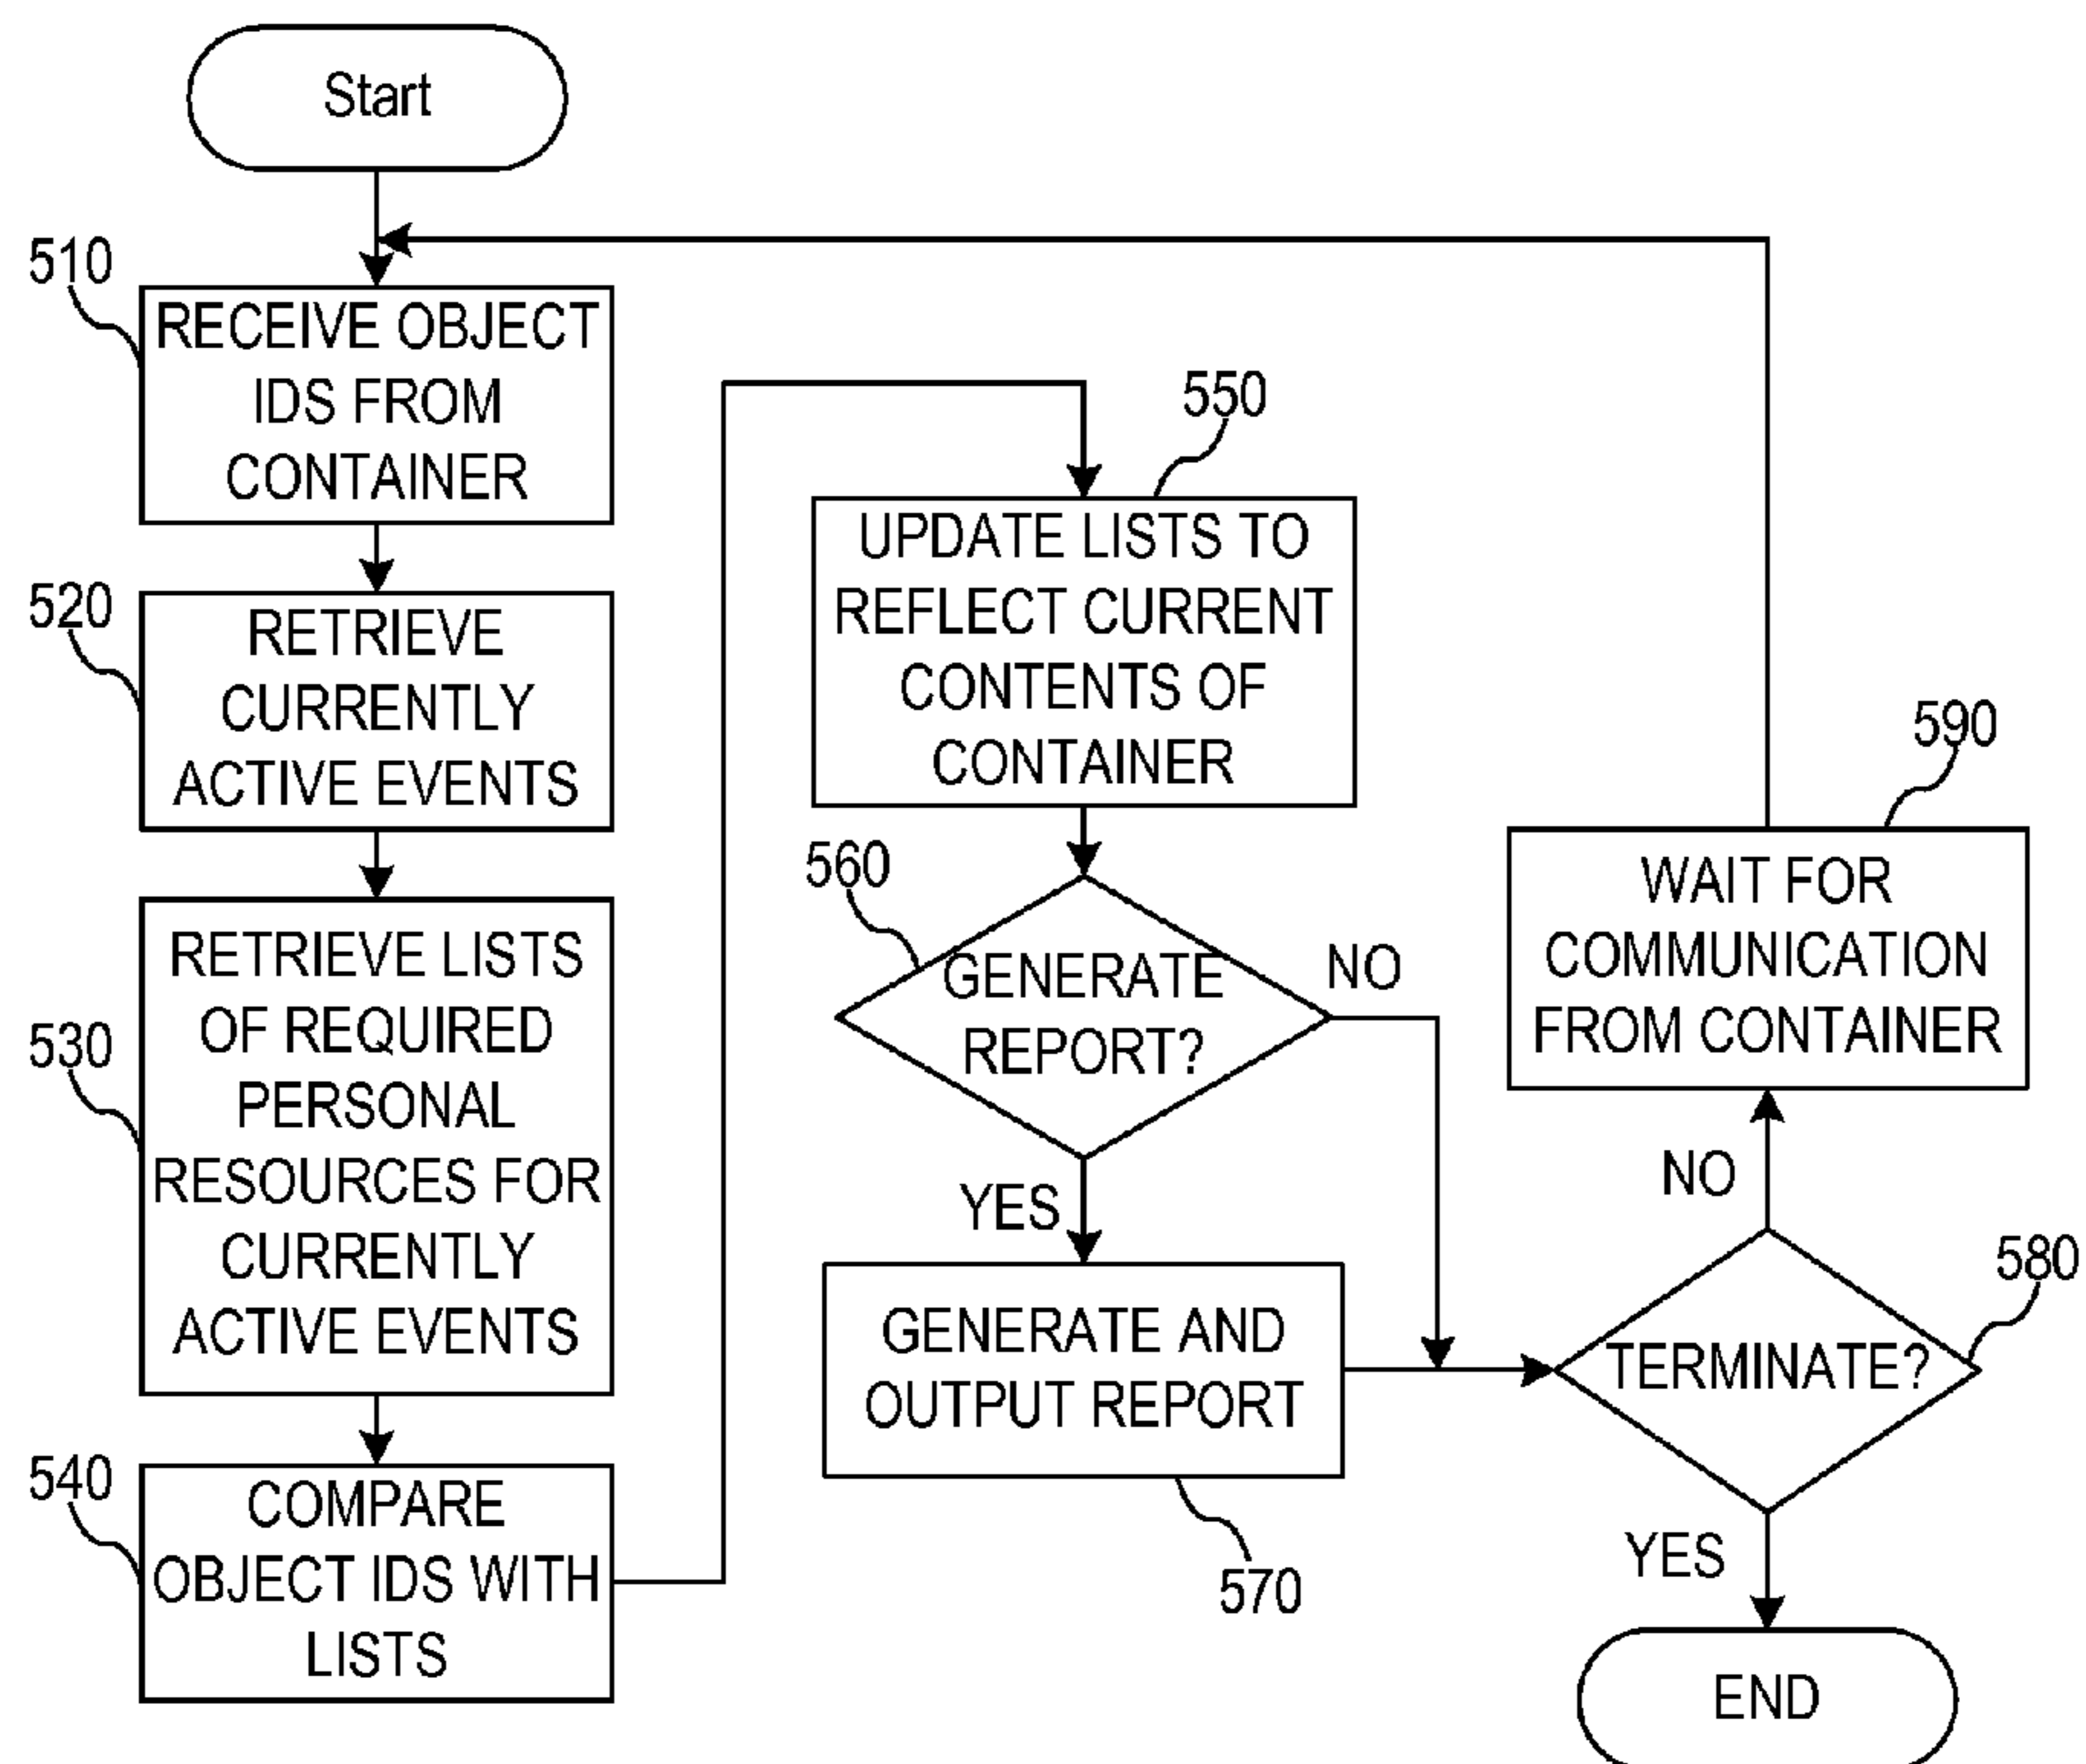 Start
510
RECEIVE OBJECT
IDS FROM
CONTAINER
520
RETRIEVE
CURRENTLY
ACTIVE EVENTS
530
RETRIEVE LISTS
OF REQUIRED
PERSONAL
RESOURCES FOR
CURRENTLY
ACTIVE EVENTS
540
COMPARE
OBJECT IDS WITH
LISTS
550
UPDATE LISTS TO
REFLECT CURRENT
CONTENTS OF
CONTAINER
560
GENERATE
REPORT?
NO
YES
GENERATE AND
OUTPUT REPORT
570
580
TERMINATE?
NO
YES
590
WAIT FOR
COMMUNICATION
FROM CONTAINER
END